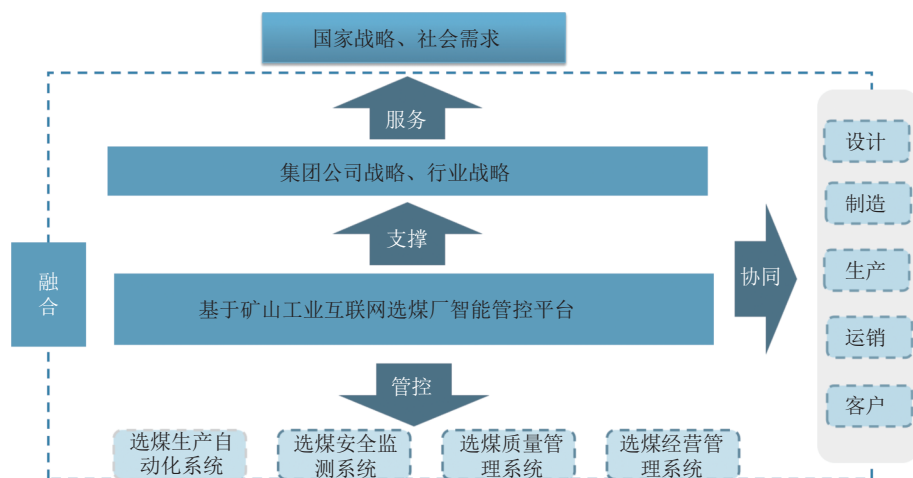 国家战略、社会需求
服务
集团公司战略、行业战略
支撑
融
合
基于矿山工业互联网选煤厂智能管控平台
协同
设计
制造
生产
运销
客户
管控
选煤生产自
动化系统
选煤安全监
测系统
选煤质量管
理系统
选煤经营管
理系统